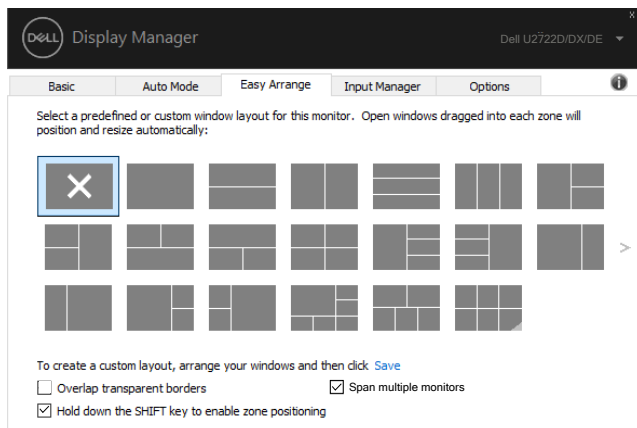 DELL Display Manager
Dell U2722D/DX/DE
Basic
Auto Mode
Easy Arrange
Input Manager
Options
Select a predefined or custom window layout for this monitor. Open windows dragged into each zone will
position and resize automatically:
To create a custom layout, arrange your windows and then click Save
Overlap transparent borders
Span multiple monitors
Hold down the SHIFT key to enable zone positioning